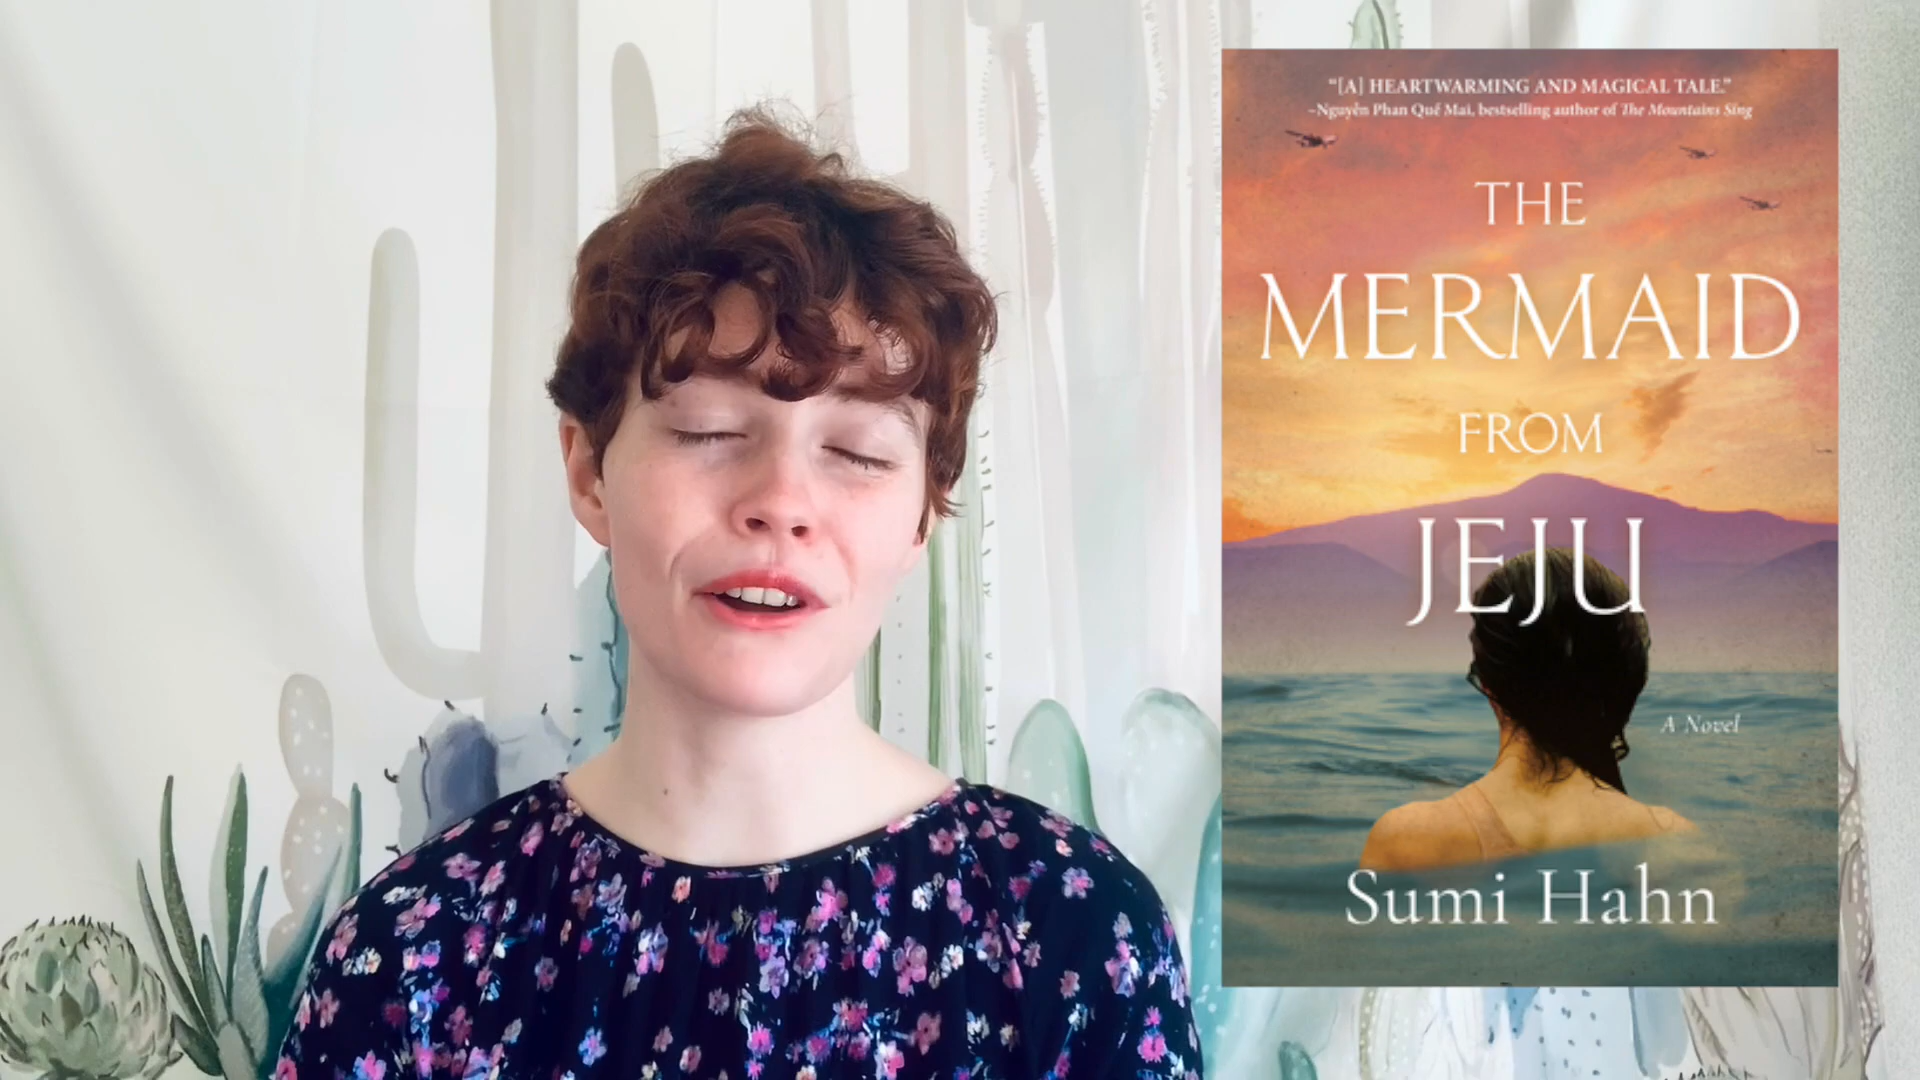 “[A] HEARTWARMING AND MAGICAL TALE.”
–Nguyễn Phan Quế Mai, bestselling author of The Mountains Sing
THE
MERMAID
FROM
JEJU
A Novel
Sumi Hahn